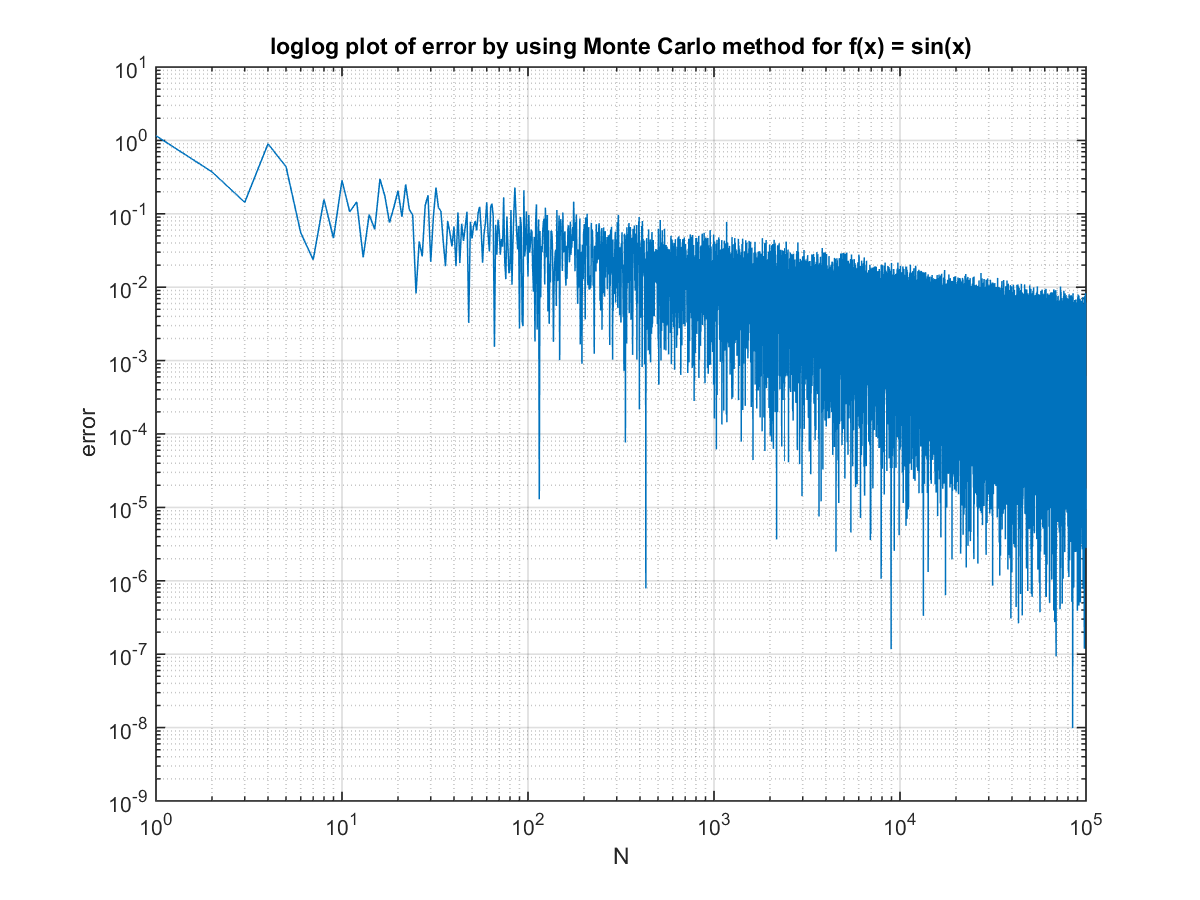 loglog plot of error by using Monte Carlo method for f(x) = sin(x)
10^1
10^0
10^-1
10^-2
10^-3
10^-4
10^-5
10^-6
10^-7
10^-8
10^-9
error
10^0 10^1 10^2 10^3 10^4 10^5
N